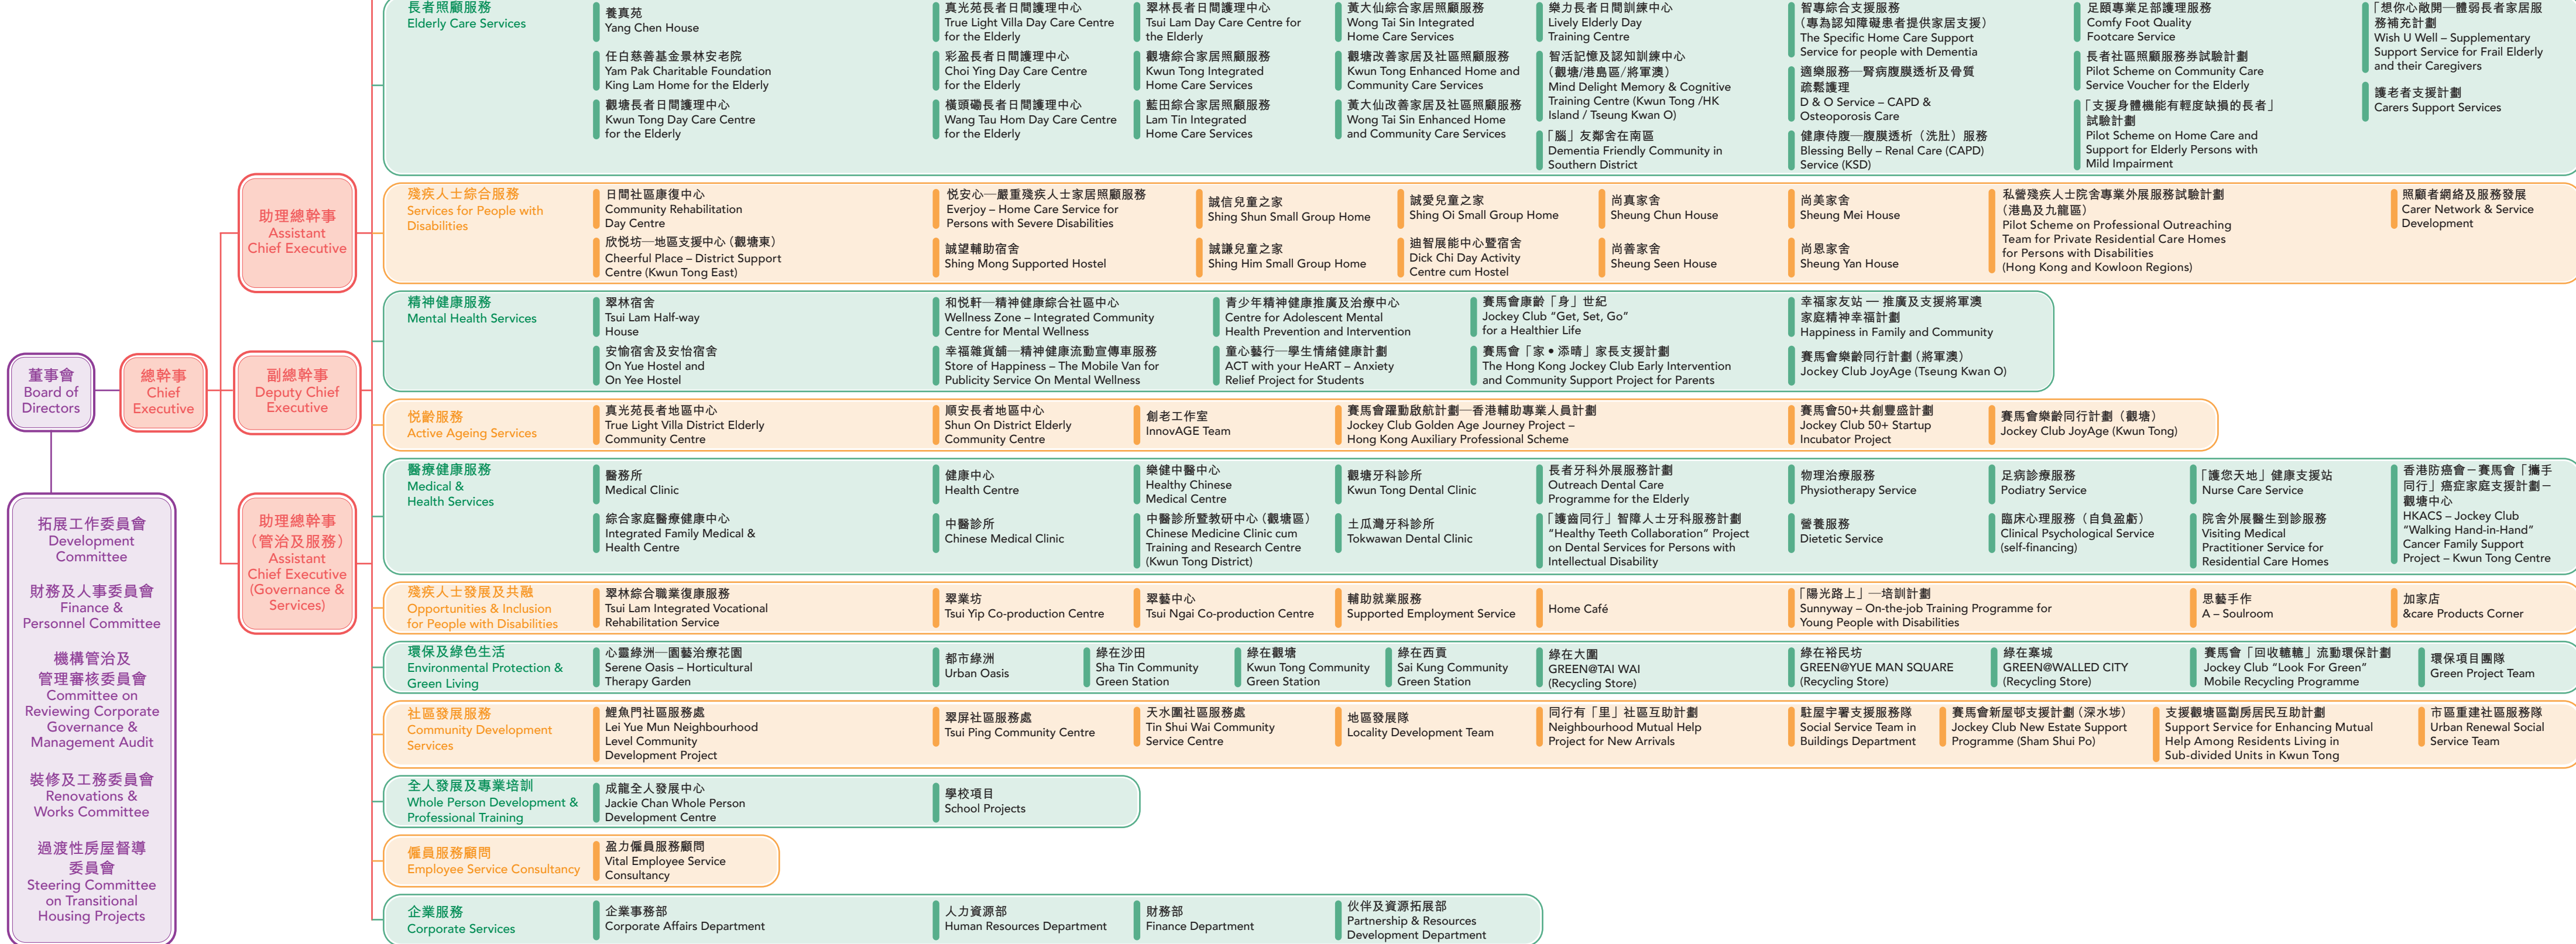 董事會
Board of
Directors
拓展工作委員會
Development
Committee
財務及人事委員會
Finance &
Personnel Committee
機構管治及
管理審核委員會
Committee on
Reviewing Corporate
Governance &
Management Audit
裝修及工務委員會
Renovations &
Works Committee
過渡性房屋督導
委員會
Steering Committee
on Transitional
Housing Projects
總幹事
Chief
Executive
助理總幹事
Assistant
Chief Executive
副總幹事
Deputy Chief
Executive
助理總幹事
（管治及服務）
Assistant
Chief Executive
(Governance &
Services)
長者照顧服務
Elderly Care Services
養真苑
Yang Chen House
任白慈善基金景林安老院
Yam Pak Charitable Foundation
King Lam Home for the Elderly
觀塘長者日間護理中心
Kwun Tong Day Care Centre
for the Elderly
真光苑長者日間護理中心
True Light Villa Day Care Centre
for the Elderly
彩盈長者日間護理中心
Choi Ying Day Care Centre
for the Elderly
橫頭磡長者日間護理中心
Wang Tau Hom Day Care Centre
for the Elderly
翠林長者日間護理中心
Tsui Lam Day Care Centre for
the Elderly
觀塘綜合家居照顧服務
Kwun Tong Integrated
Home Care Services
藍田綜合家居照顧服務
Lam Tin Integrated
Home Care Services
黃大仙綜合家居照顧服務
Wong Tai Sin Integrated
Home Care Services
觀塘改善家居及社區照顧服務
Kwun Tong Enhanced Home and
Community Care Services
黃大仙改善家居及社區照顧服務
Wong Tai Sin Enhanced Home
and Community Care Services
樂力長者日間訓練中心
Lively Elderly Day
Training Centre
智活記憶及認知訓練中心
（觀塘/港島區/將軍澳）
Mind Delight Memory & Cognitive
Training Centre (Kwun Tong /HK
Island / Tseung Kwan O)
「腦」友鄰舍在南區
Dementia Friendly Community in
Southern District
智專綜合支援服務
（專為認知障礙患者提供家居支援）
The Specific Home Care Support
Service for people with Dementia
適樂服務─腎病腹膜透析及骨質
疏鬆護理
D & O Service – CAPD &
Osteoporosis Care
健康侍腹─腹膜透析（洗肚）服務
Blessing Belly – Renal Care (CAPD)
Service (KSD)
足頤專業足部護理服務
Comfy Foot Quality
Footcare Service
長者社區照顧服務券試驗計劃
Pilot Scheme on Community Care
Service Voucher for the Elderly
「支援身體機能有輕度缺損的長者」
試驗計劃
Pilot Scheme on Home Care and
Support for Elderly Persons with
Mild Impairment
「想你心敞開─體弱長者家居服
務補充計劃
Wish U Well – Supplementary
Support Service for Frail Elderly
and their Caregivers
護老者支援計劃
Carers Support Services
殘疾人士綜合服務
Services for People with
Disabilities
日間社區康復中心
Community Rehabilitation
Day Centre
欣悅坊─地區支援中心（觀塘東）
Cheerful Place – District Support
Centre (Kwun Tong East)
悦安心─嚴重殘疾人士家居照顧服務
Everjoy – Home Care Service for
Persons with Severe Disabilities
誠望輔助宿舍
Shing Mong Supported Hostel
誠信兒童之家
Shing Shun Small Group Home
誠謙兒童之家
Shing Him Small Group Home
誠愛兒童之家
Shing Oi Small Group Home
迪智展能中心暨宿舍
Dick Chi Day Activity
Centre cum Hostel
尚真家舍
Sheung Chun House
尚善家舍
Sheung Seen House
尚美家舍
Sheung Mei House
尚恩家舍
Sheung Yan House
私營殘疾人士院舍專業外展服務試驗計劃
（港島及九龍區）
Pilot Scheme on Professional Outreaching
Team for Private Residential Care Homes
for Persons with Disabilities
(Hong Kong and Kowloon Regions)
照顧者網絡及服務發展
Carer Network & Service
Development
精神健康服務
Mental Health Services
翠林宿舍
Tsui Lam Half-way
House
安愉宿舍及安怡宿舍
On Yue Hostel and
On Yee Hostel
和悦軒─精神健康綜合社區中心
Wellness Zone – Integrated Community
Centre for Mental Wellness
幸福雜貨舖─精神健康流動宣傳車服務
Store of Happiness – The Mobile Van for
Publicity Service On Mental Wellness
青少年精神健康推廣及治療中心
Centre for Adolescent Mental
Health Prevention and Intervention
童心藝行─學生情緒健康計劃
ACT with your HeART – Anxiety
Relief Project for Students
賽馬會康齡「身」世紀
Jockey Club “Get, Set, Go”
for a Healthier Life
賽馬會「家•添晴」家長支援計劃
The Hong Kong Jockey Club Early Intervention
and Community Support Project for Parents
幸福家友站 — 推廣及支援將軍澳
家庭精神幸福計劃
Happiness in Family and Community
賽馬會樂齡同行計劃（將軍澳）
Jockey Club JoyAge (Tseung Kwan O)
悦齡服務
Active Ageing Services
真光苑長者地區中心
True Light Villa District Elderly
Community Centre
順安長者地區中心
Shun On District Elderly
Community Centre
創老工作室
InnovAGE Team
賽馬會躍動啟航計劃─香港輔助專業人員計劃
Jockey Club Golden Age Journey Project –
Hong Kong Auxiliary Professional Scheme
賽馬會50+共創豐盛計劃
Jockey Club 50+ Startup
Incubator Project
賽馬會樂齡同行計劃（觀塘）
Jockey Club JoyAge (Kwun Tong)
醫療健康服務
Medical &
Health Services
醫務所
Medical Clinic
綜合家庭醫療健康中心
Integrated Family Medical &
Health Centre
健康中心
Health Centre
中醫診所
Chinese Medical Clinic
樂健中醫中心
Healthy Chinese
Medical Centre
中醫診所暨教研中心（觀塘區）
Chinese Medicine Clinic cum
Training and Research Centre
(Kwun Tong District)
觀塘牙科診所
Kwun Tong Dental Clinic
土瓜灣牙科診所
Tokwawan Dental Clinic
長者牙科外展服務計劃
Outreach Dental Care
Programme for the Elderly
「護齒同行」智障人士牙科服務計劃
“Healthy Teeth Collaboration” Project
on Dental Services for Persons with
Intellectual Disability
物理治療服務
Physiotherapy Service
營養服務
Dietetic Service
足病診療服務
Podiatry Service
臨床心理服務（自負盈虧）
Clinical Psychological Service
(self-financing)
「護您天地」健康支援站
Nurse Care Service
院舍外展醫生到診服務
Visiting Medical
Practitioner Service for
Residential Care Homes
香港防癌會－賽馬會「攜手
同行」癌症家庭支援計劃－
觀塘中心
HKACS – Jockey Club
“Walking Hand-in-Hand”
Cancer Family Support
Project – Kwun Tong Centre
殘疾人士發展及共融
Opportunities & Inclusion
for People with Disabilities
翠林綜合職業復康服務
Tsui Lam Integrated Vocational
Rehabilitation Service
翠業坊
Tsui Yip Co-production Centre
翠藝中心
Tsui Ngai Co-production Centre
輔助就業服務
Supported Employment Service
Home Café
「陽光路上」─培訓計劃
Sunnyway – On-the-job Training Programme for
Young People with Disabilities
思藝手作
A – Soulroom
加家店
&care Products Corner
環保及綠色生活
Environmental Protection &
Green Living
心靈綠洲─園藝治療花園
Serene Oasis – Horticultural
Therapy Garden
都市綠洲
Urban Oasis
綠在沙田
Sha Tin Community
Green Station
綠在觀塘
Kwun Tong Community
Green Station
綠在西貢
Sai Kung Community
Green Station
綠在大圍
GREEN@TAI WAI
(Recycling Store)
綠在裕民坊
GREEN@YUE MAN SQUARE
(Recycling Store)
綠在寨城
GREEN@WALLED CITY
(Recycling Store)
賽馬會「回收轆轆」流動環保計劃
Jockey Club “Look For Green”
Mobile Recycling Programme
環保項目團隊
Green Project Team
社區發展服務
Community Development
Services
鯉魚門社區服務處
Lei Yue Mun Neighbourhood
Level Community
Development Project
翠屏社區服務處
Tsui Ping Community Centre
天水圍社區服務處
Tin Shui Wai Community
Service Centre
地區發展隊
Locality Development Team
同行有「里」社區互助計劃
Neighbourhood Mutual Help
Project for New Arrivals
駐屋宇署支援服務隊
Social Service Team in
Buildings Department
賽馬會新屋邨支援計劃（深水埗）
Jockey Club New Estate Support
Programme (Sham Shui Po)
支援觀塘區劏房居民互助計劃
Support Service for Enhancing Mutual
Help Among Residents Living in
Sub-divided Units in Kwun Tong
市區重建社區服務隊
Urban Renewal Social
Service Team
全人發展及專業培訓
Whole Person Development &
Professional Training
成龍全人發展中心
Jackie Chan Whole Person
Development Centre
學校項目
School Projects
僱員服務顧問
Employee Service Consultancy
盈力僱員服務顧問
Vital Employee Service
Consultancy
企業服務
Corporate Services
企業事務部
Corporate Affairs Department
人力資源部
Human Resources Department
財務部
Finance Department
伙伴及資源拓展部
Partnership & Resources
Development Department